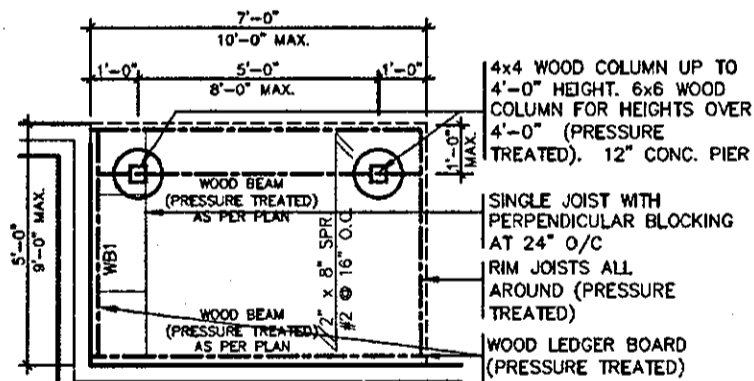 7'-0"
10'-0" MAX.
1'-0"
5'-0"
1'-0"
8'-0" MAX.
4x4 WOOD COLUMN UP TO
4'-0" HEIGHT. 6x6 WOOD
COLUMN FOR HEIGHTS OVER
4'-0" (PRESSURE
TREATED). 12" CONC. PIER
1'-0"
MAX.
5'-0"
9'-0" MAX.
WOOD BEAM
(PRESSURE TREATED)
AS PER PLAN
WB1
2" x 8" SPR.
#2 @ 16" O.C.
SINGLE JOIST WITH
PERPENDICULAR BLOCKING
AT 24" O/C
RIM JOISTS ALL
AROUND (PRESSURE
TREATED)
WOOD BEAM
(PRESSURE TREATED)
AS PER PLAN
WOOD LEDGER BOARD
(PRESSURE TREATED)